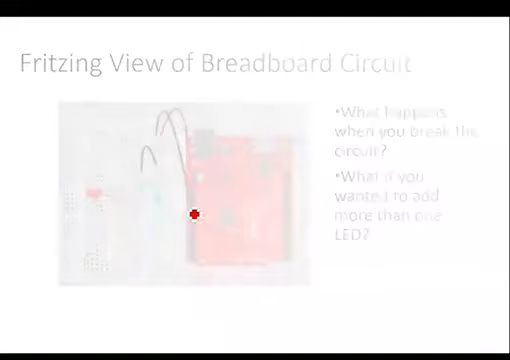 Fritzing View of Breadboard Circuit
•What happens
when you break the
circuit?
•What if you
wanted to add
more than one
LED?